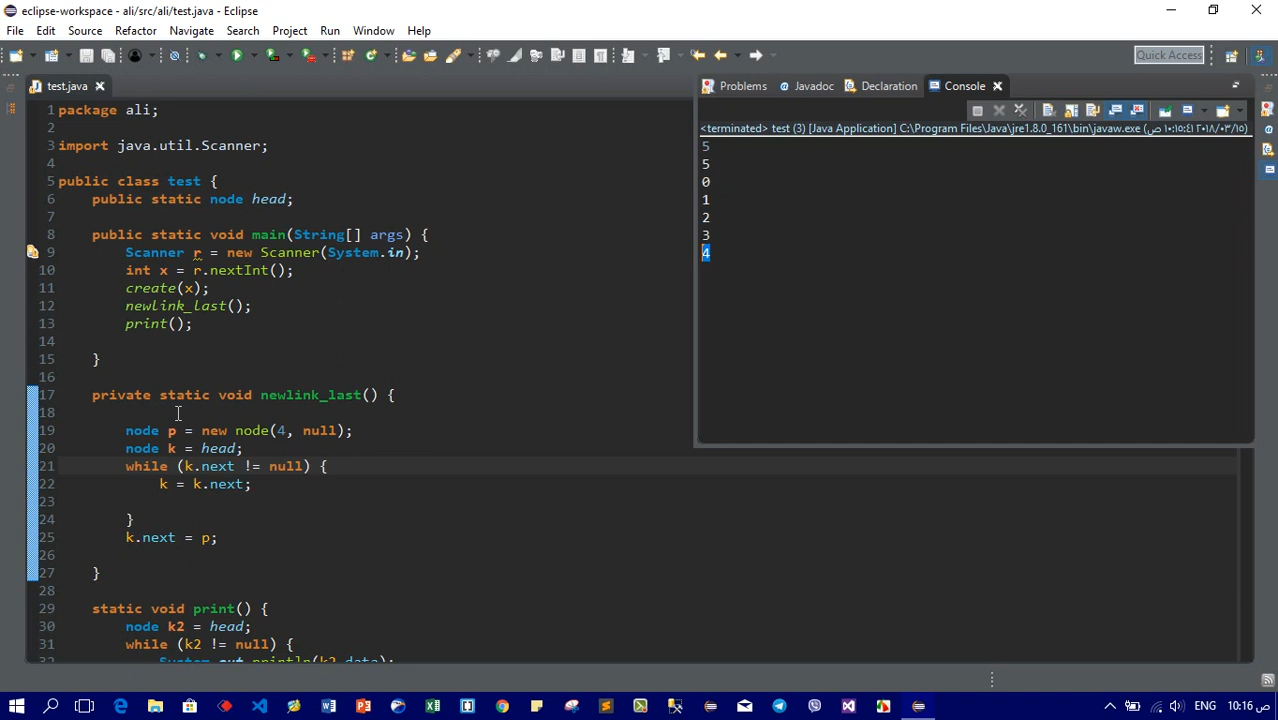 eclipse-workspace - ali/src/ali/test.java - Eclipse
File Edit Source Refactor Navigate Search Project Run Window Help
Quick Access
test.java
Problems Javadoc Declaration Console
<terminated> test (3) [Java Application] C:\Program Files\Java\jre1.8.0_161\bin\javaw.exe (٢٠١٨/٠٣/١٥ ص ١٠:١٥:٤١)
5
5
0
1
2
3
4
1 package ali;
2
3 import java.util.Scanner;
4
5 public class test {
6 public static node head;
7
8 public static void main(String[] args) {
9 Scanner r = new Scanner(System.in);
10 int x = r.nextInt();
11 create(x);
12 newlink_last();
13 print();
14
15 }
16
17 private static void newlink_last() {
18
19 node p = new node(4, null);
20 node k = head;
21 while (k.next != null) {
22 k = k.next;
23
24 }
25 k.next = p;
26
27 }
28
29 static void print() {
30 node k2 = head;
31 while (k2 != null) {
32 System.out.println(k2.data);
ENG 10:16 ص